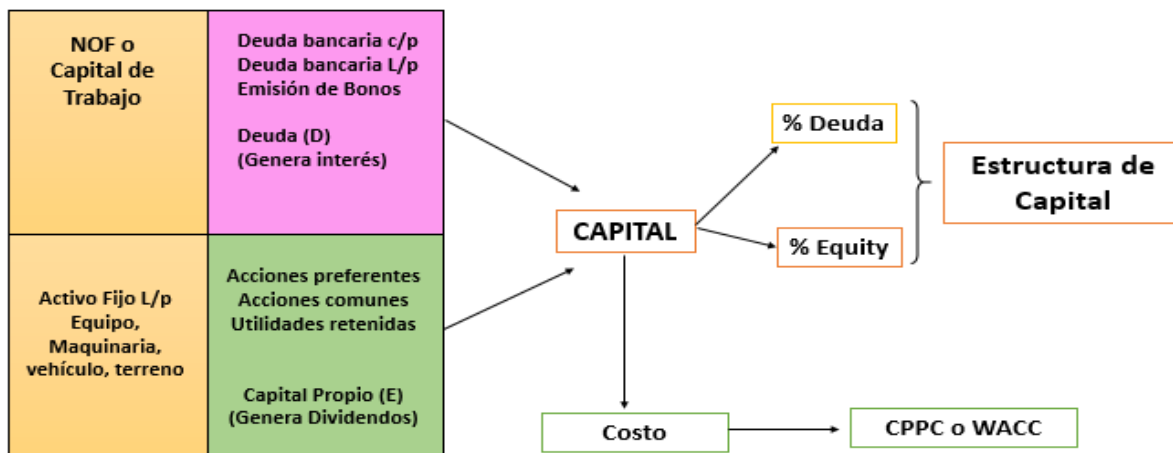 NOF o
Capital de
Trabajo
Deuda bancaria c/p
Deuda bancaria L/p
Emisión de Bonos
Deuda (D)
(Genera interés)
Activo Fijo L/p
Equipo,
Maquinaria,
vehículo, terreno
Acciones preferentes
Acciones comunes
Utilidades retenidas
Capital Propio (E)
(Genera Dividendos)
CAPITAL
% Deuda
% Equity
Estructura de
Capital
Costo
CPPC o WACC